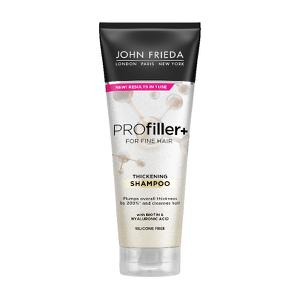 JOHN FRIEDA
LONDON PARIS NEW YORK
NEW! RESULTS IN 1 USE
PROfiller+
FOR FINE HAIR
THICKENING
SHAMPOO
Plumps overall thickness
by 200%* and cleanses hair
with BIOTIN &
HYALURONIC ACID
SILICONE FREE